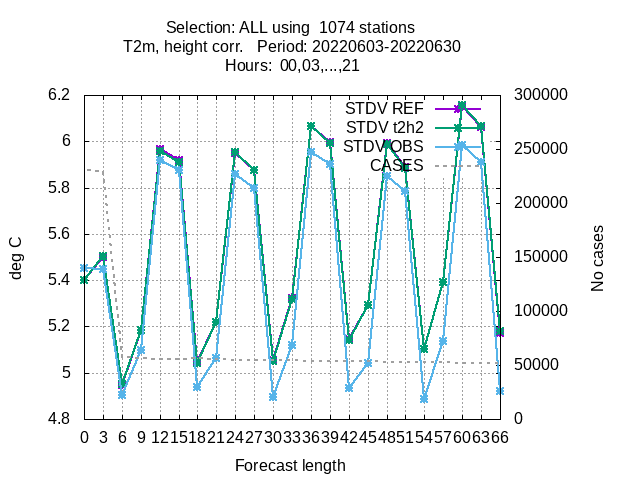 Selection: ALL using  1074 stations
T2m, height corr.   Period: 20220603-20220630
Hours:  00,03,...,21
6.2 300000
STDV REF
STDV t2h2
6 250000
STDV OBS
CASES
5.8 200000
5.6
deg C
No cases
150000
5.4
100000
5.2
5 50000
4.8 0
0 3 6 9 12 15 18 21 24 27 30 33 36 39 42 45 48 51 54 57 60 63 66
Forecast length